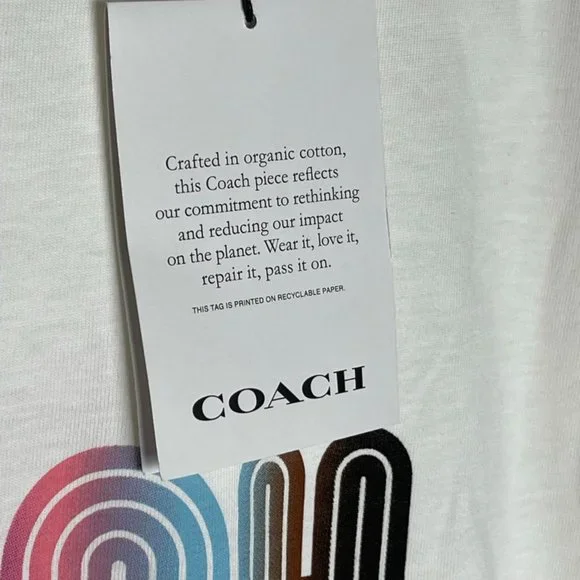 Crafted in organic cotton,
this Coach piece reflects
our commitment to rethinking
and reducing our impact
on the planet. Wear it, love it,
repair it, pass it on.
THIS TAG IS PRINTED ON RECYCLABLE PAPER.
COACH